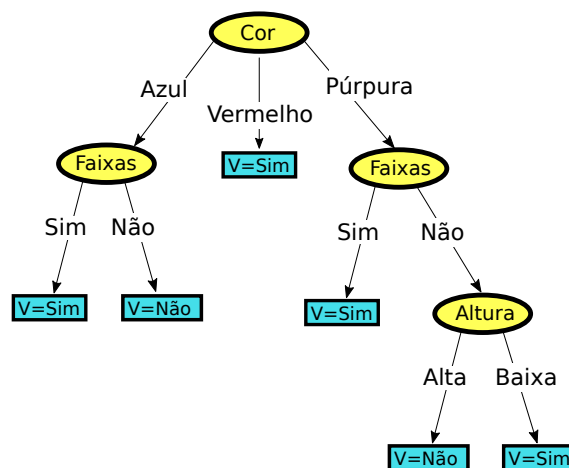 Cor
Azul
Vermelho
Púrpura
Faixas
V=Sim
Faixas
Sim
Não
Sim
Não
V=Sim
V=Não
V=Sim
Altura
Alta
Baixa
V=Não
V=Sim